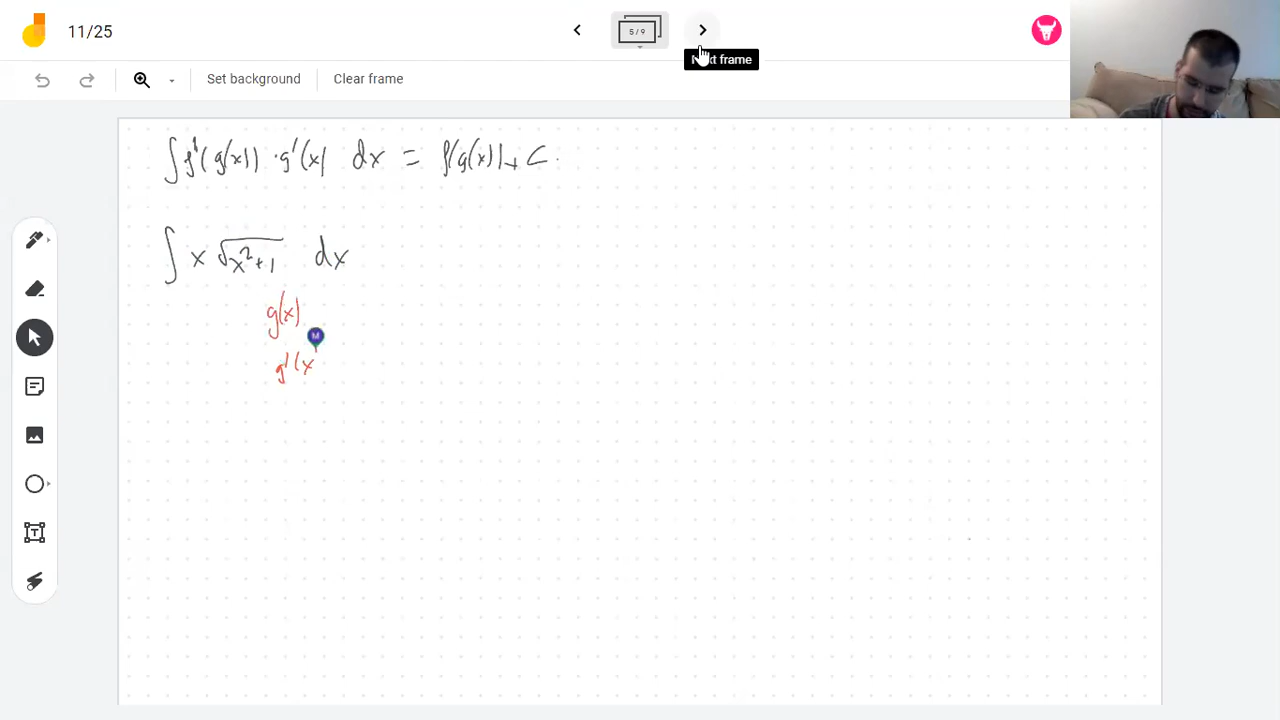 11/25
5 / 9
Next frame
Set background
Clear frame
∫ f'(g(x)) · g'(x) dx = f(g(x)) + C.
∫ x √(x²+1) dx
g(x)
M
g'(x
T